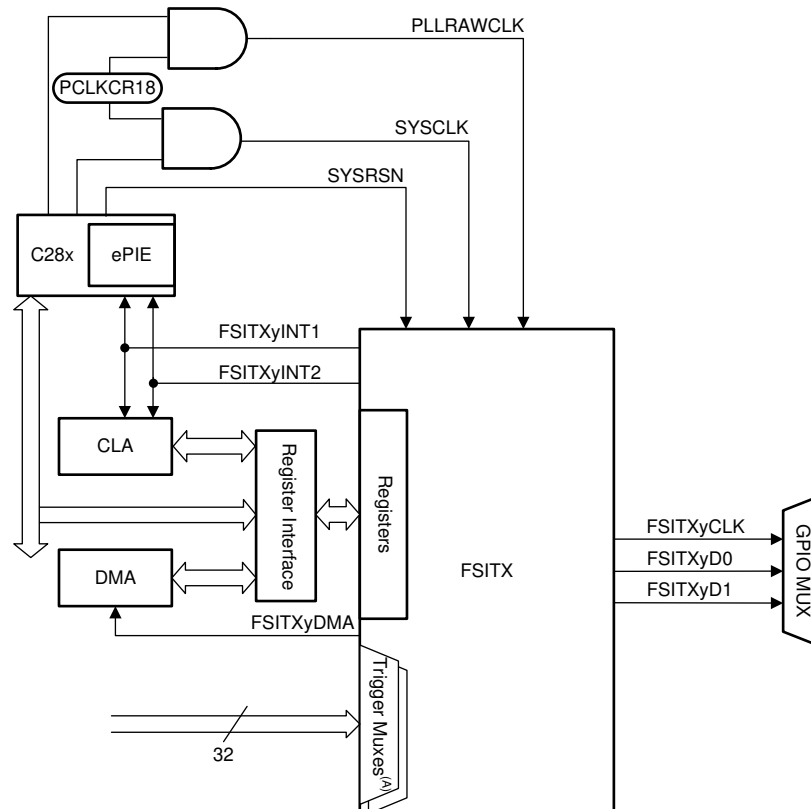 PLLRAWCLK
PCLKCR18
SYSCLK
SYSRSN
C28x
ePIE
FSITXyINT1
FSITXyINT2
CLA
Register Interface
Registers
FSITX
FSITXyCLK
FSITXyD0
FSITXyD1
GPIO MUX
DMA
FSITXyDMA
Trigger Muxes(A)
32